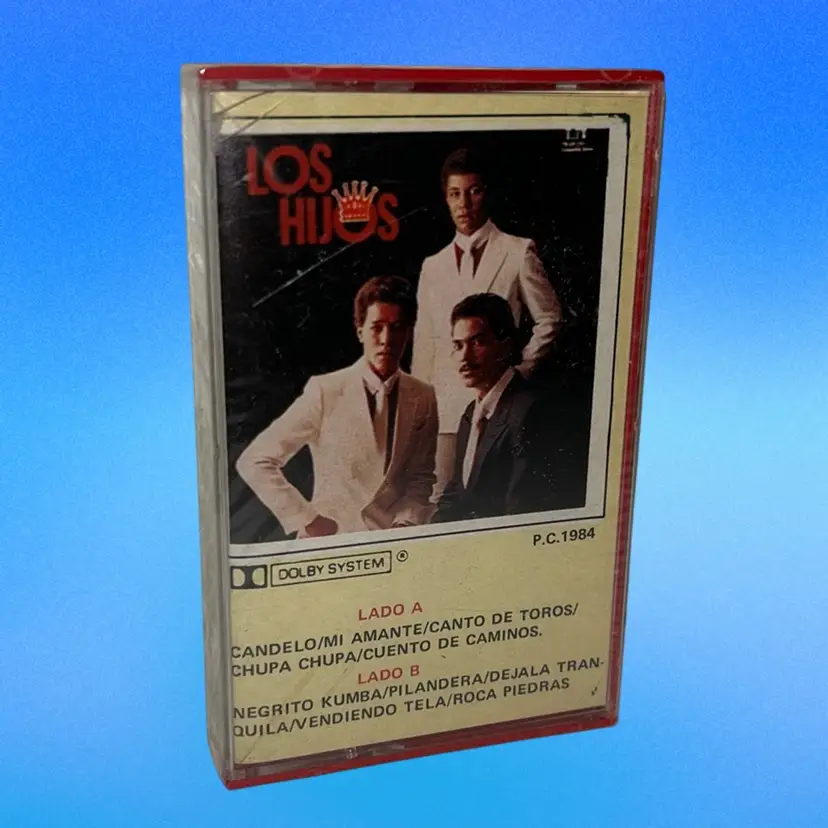 LOS
HIJOS
DOLBY SYSTEM ®
P.C.1984
LADO A
CANDELO/MI AMANTE/CANTO DE TOROS/
CHUPA CHUPA/CUENTO DE CAMINOS.
LADO B
NEGRITO KUMBA/PILANDERA/DEJALA TRAN-
QUILA/VENDIENDO TELA/ROCA PIEDRAS